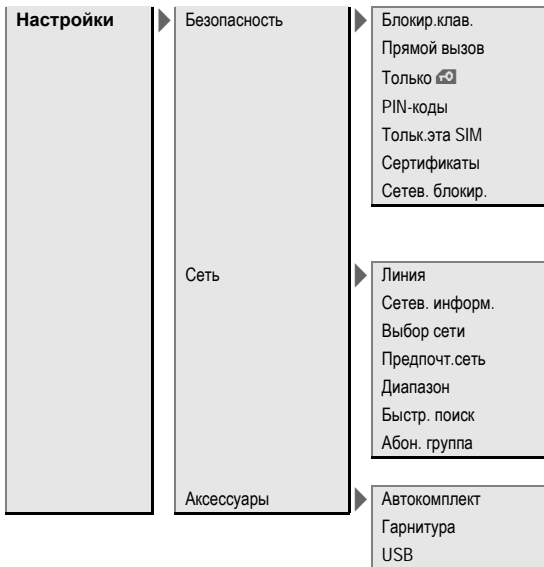 Настройки
Безопасность
Блокир.клав.
Прямой вызов
Только
PIN-коды
Тольк.эта SIM
Сертификаты
Сетев. блокир.
Сеть
Линия
Сетев. информ.
Выбор сети
Предпочт.сеть
Диапазон
Быстр. поиск
Абон. группа
Аксессуары
Автокомплект
Гарнитура
USB